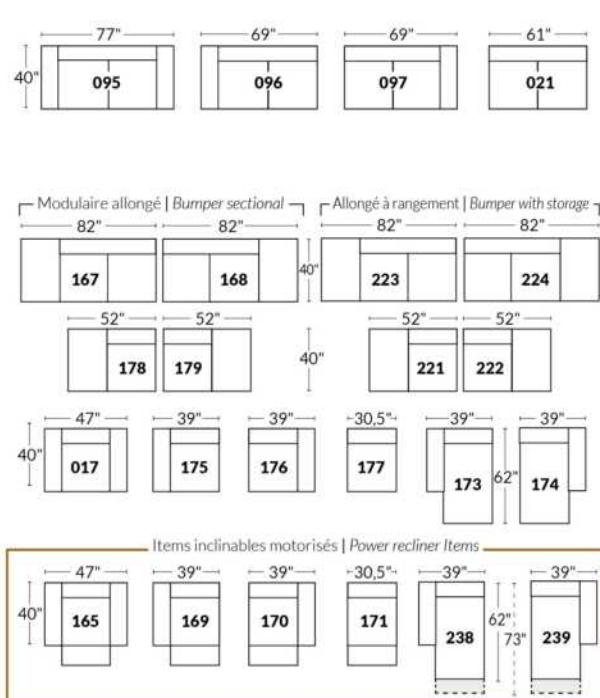 77" 69" 69" 61"
40" 095 096 097 021
Modulaire allongé | Bumper sectional Allongé à rangement | Bumper with storage
82" 82" 82" 82"
167 168 40" 223 224
52" 52" 52" 52"
178 179 40" 221 222
47" 39" 39" 30,5" 39" 39"
40" 017 175 176 177 173 62" 174
Items inclinables motorisés | Power recliner Items
47" 39" 39" 30,5" 39" 39"
40" 165 169 170 171 238 62" 73" 239